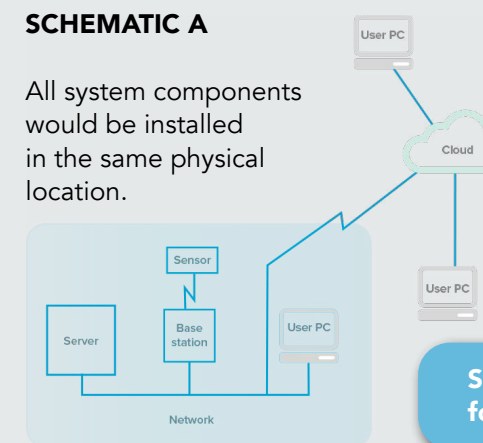 SCHEMATIC A
All system components
would be installed
in the same physical
location.
User PC
Cloud
Sensor
Server
Base
station
User PC
User PC
Network